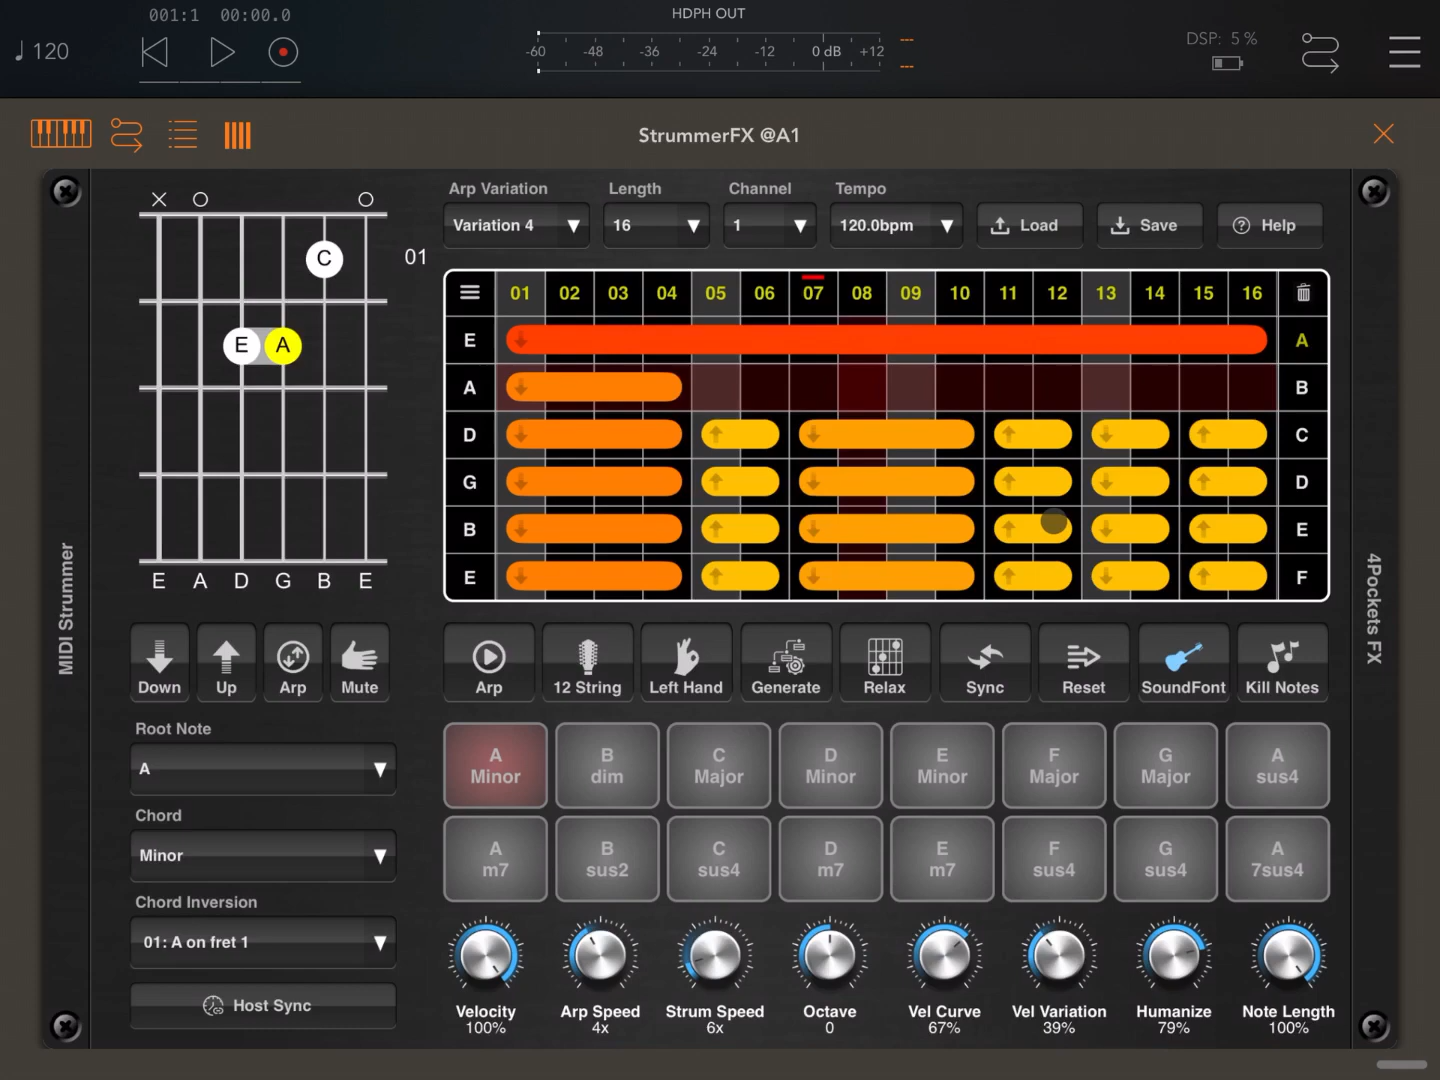 001:1 00:00.0
HDPH OUT
♩ 120
-60 -48 -36 -24 -12 0 dB +12
---
---
DSP: 5 %
StrummerFX @A1
X O O
C
01
E A
E A D G B E
Arp Variation Length Channel Tempo
Variation 4 16 1 120.0bpm Load Save Help
01 02 03 04 05 06 07 08 09 10 11 12 13 14 15 16
E A
A B
D C
G D
B E
E F
MIDI Strummer
4Pockets FX
Down Up Arp Mute
Arp 12 String Left Hand Generate Relax Sync Reset SoundFont Kill Notes
Root Note
A
Chord
Minor
Chord Inversion
01: A on fret 1
Host Sync
A B C D E F G A
Minor dim Major Minor Minor Major Major sus4
A B C D E F G A
m7 sus2 sus4 m7 m7 sus4 sus4 7sus4
Velocity Arp Speed Strum Speed Octave Vel Curve Vel Variation Humanize Note Length
100% 4x 6x 0 67% 39% 79% 100%